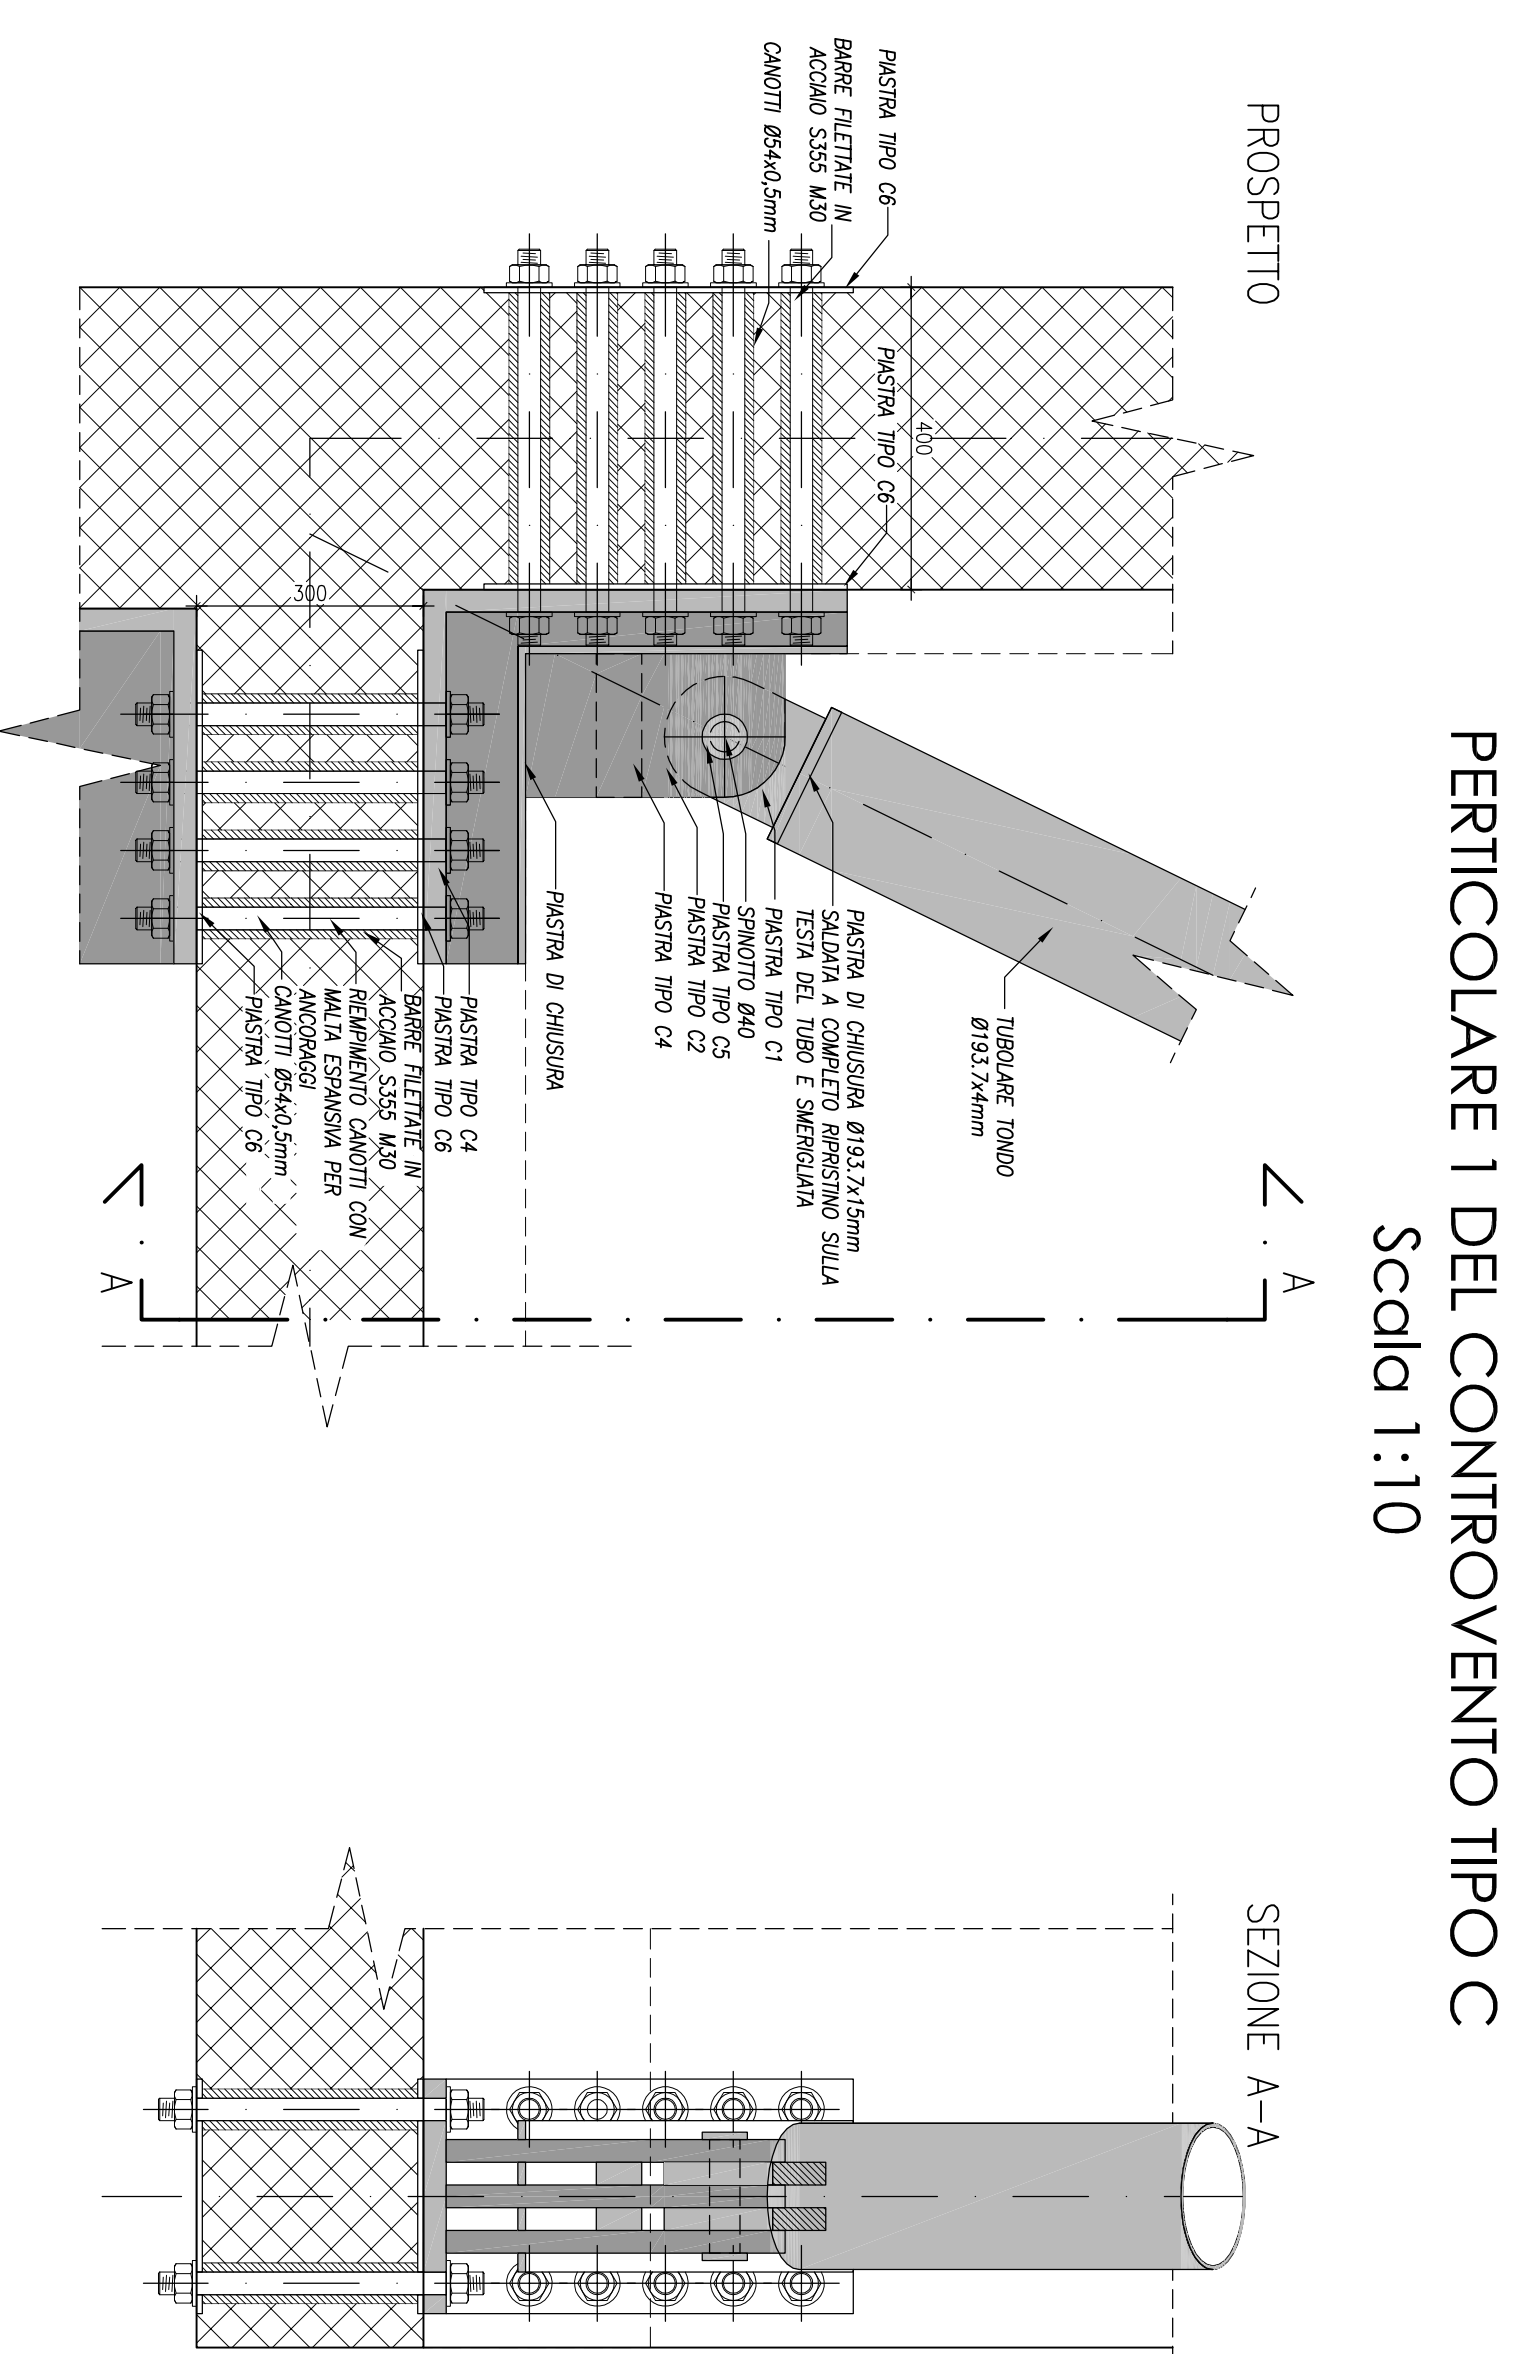 PERTICOLARE 1 DEL CONTROVENTO TIPO C
Scala 1:10
PROSPETTO
SEZIONE A-A
PIASTRA TIPO C6
BARRE FILETTATE IN
ACCIAIO S355 M30
CANOTTI Ø54x0,5mm
400
PIASTRA TIPO C6
300
TUBOLARE TONDO
Ø193.7x4mm
PIASTRA DI CHIUSURA Ø193.7x15mm
SALDATA A COMPLETO RIPRISTINO SULLA
TESTA DEL TUBO E SMERIGLIATA
PIASTRA TIPO C1
SPINOTTO Ø40
PIASTRA TIPO C5
PIASTRA TIPO C2
PIASTRA TIPO C4
PIASTRA DI CHIUSURA
PIASTRA TIPO C4
PIASTRA TIPO C6
BARRE FILETTATE IN
ACCIAIO S355 M30
RIEMPIMENTO CANOTTI CON
MALTA ESPANSIVA PER
ANCORAGGI
CANOTTI Ø54x0,5mm
PIASTRA TIPO C6
A
A